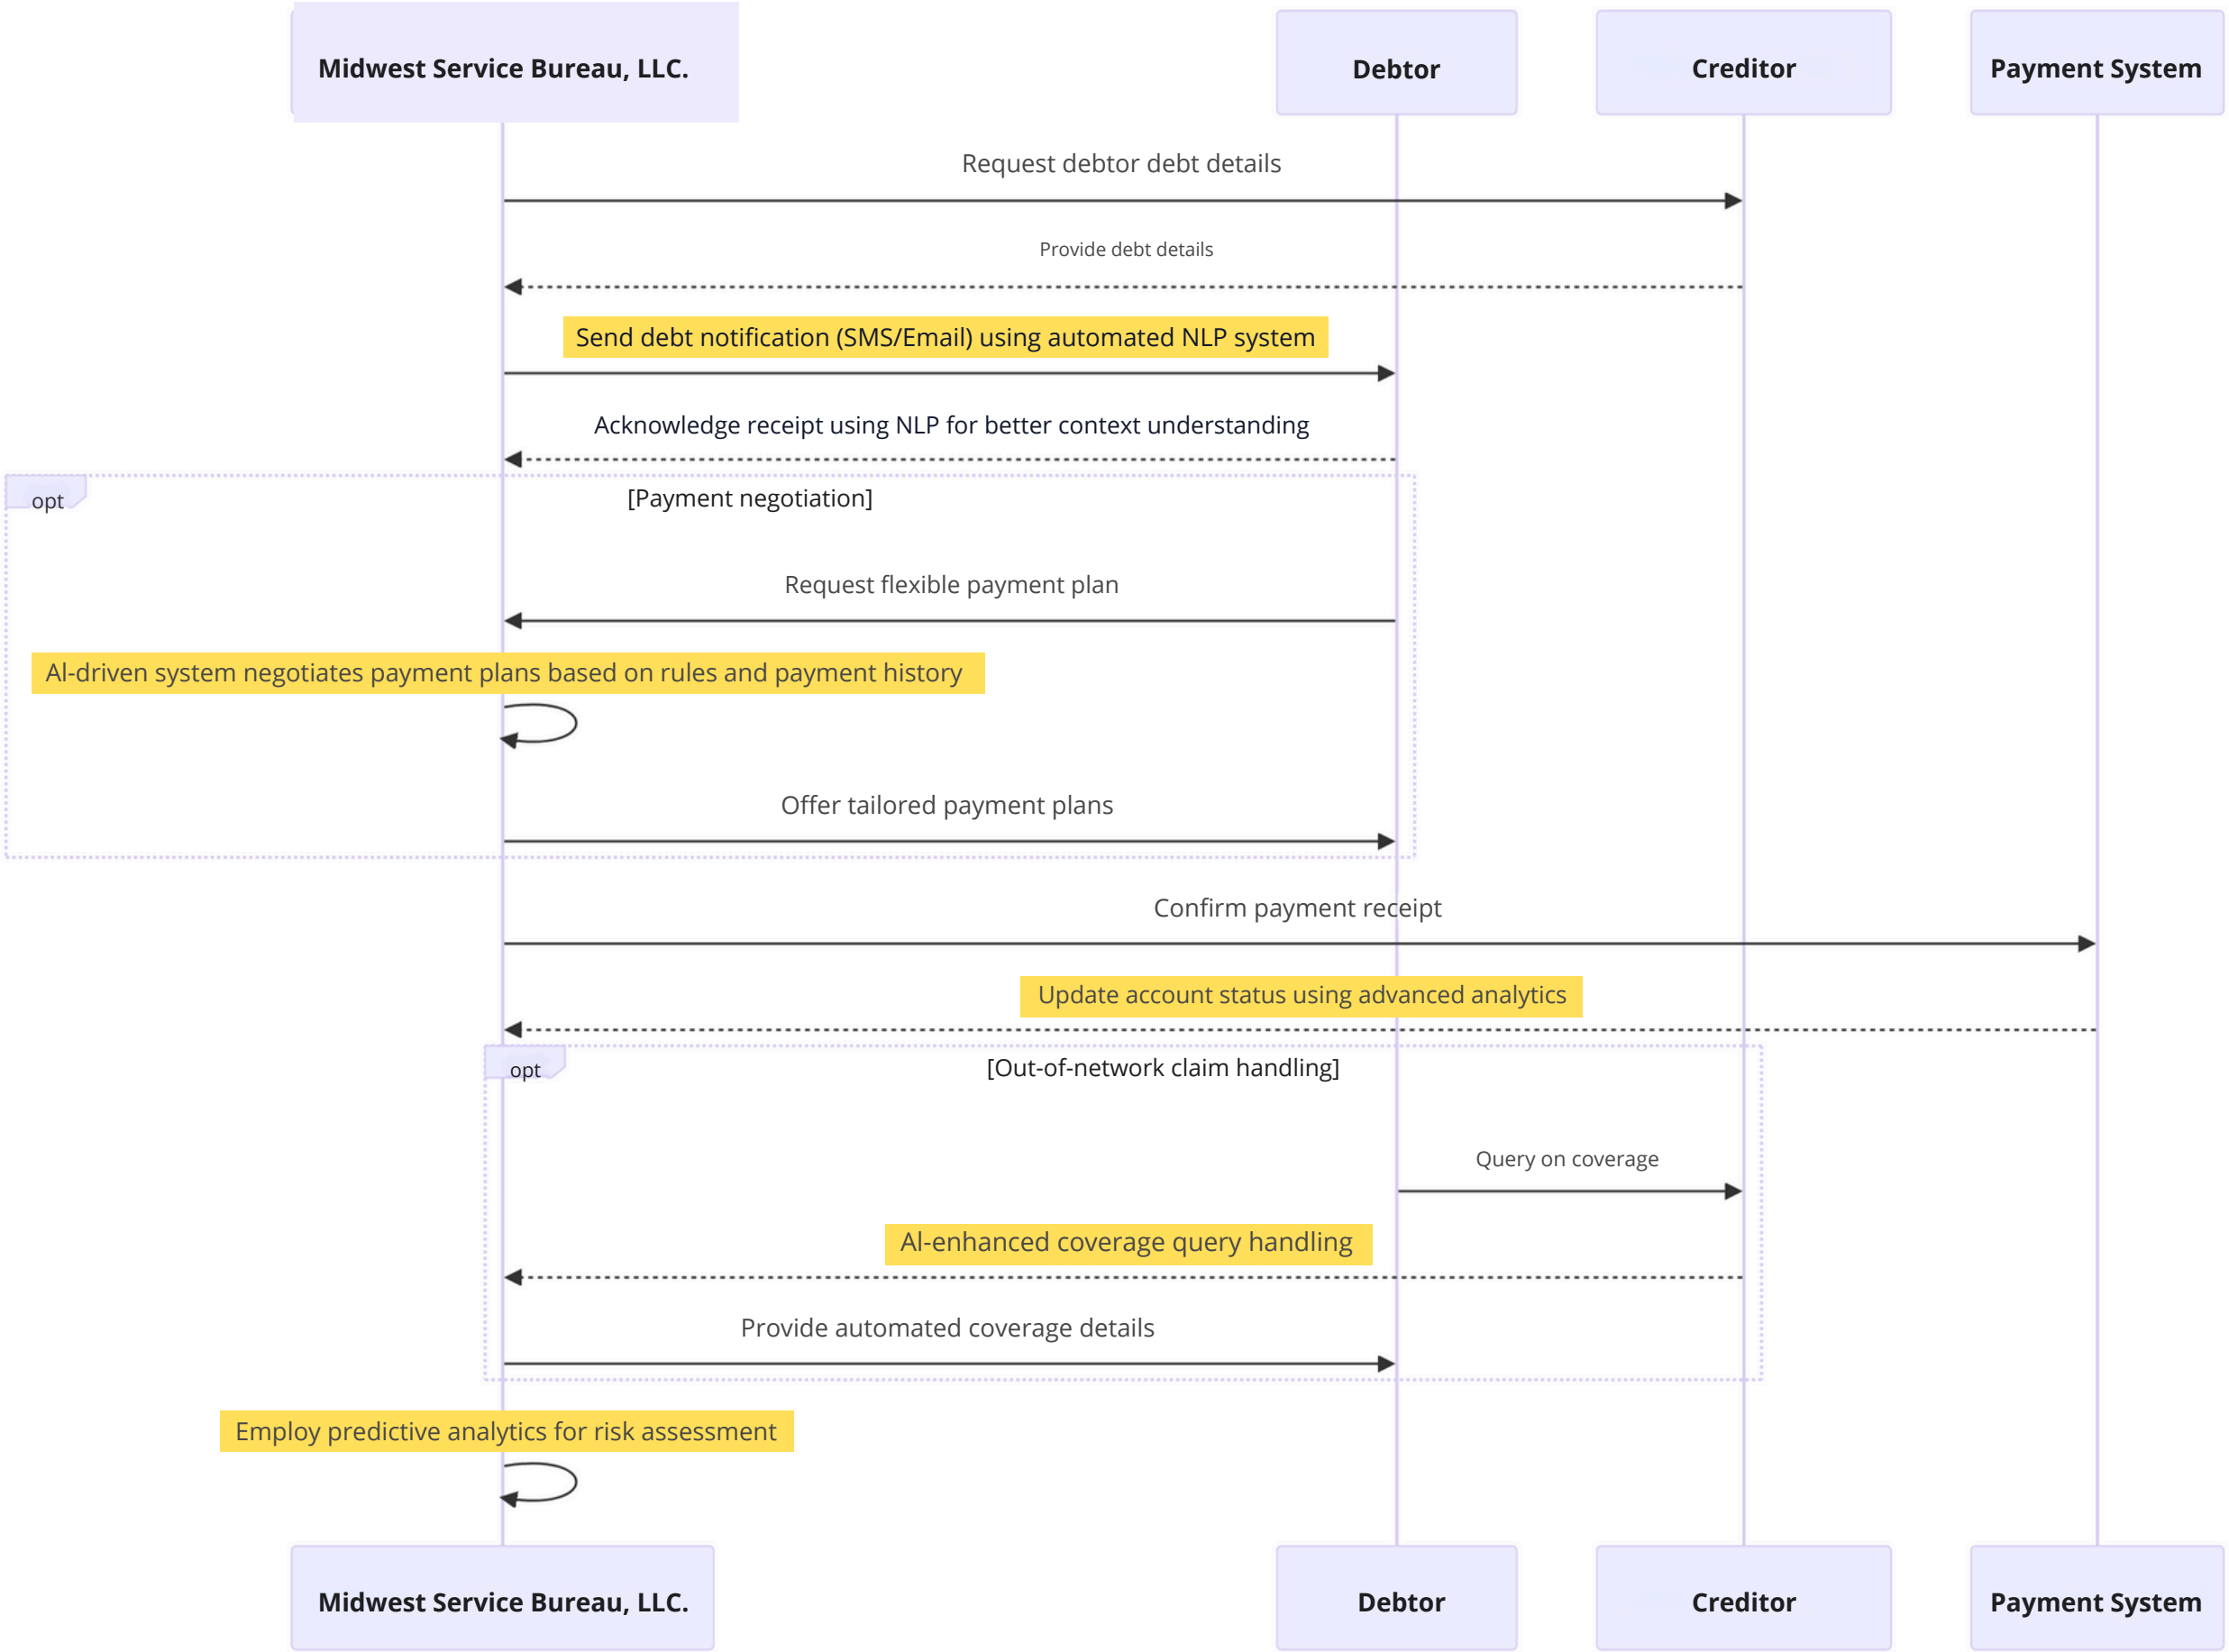 Midwest Service Bureau, LLC.
Debtor
Creditor
Payment System
Request debtor debt details
Provide debt details
Send debt notification (SMS/Email) using automated NLP system
Acknowledge receipt using NLP for better context understanding
opt
[Payment negotiation]
Request flexible payment plan
AI-driven system negotiates payment plans based on rules and payment history
Offer tailored payment plans
Confirm payment receipt
Update account status using advanced analytics
opt
[Out-of-network claim handling]
Query on coverage
AI-enhanced coverage query handling
Provide automated coverage details
Employ predictive analytics for risk assessment
Midwest Service Bureau, LLC.
Debtor
Creditor
Payment System